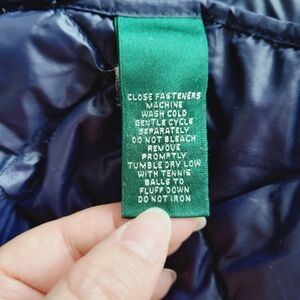 CLOSE FASTENERS
MACHINE
WASH COLD
GENTLE CYCLE
SEPARATELY
DO NOT BLEACH
REMOVE
PROMPTLY
TUMBLE DRY LOW
WITH TENNIS
BALLS TO
FLUFF DOWN
DO NOT IRON